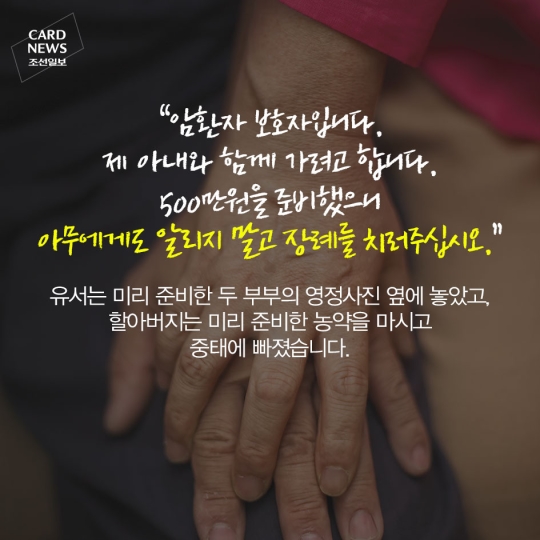 CARD
NEWS
조선일보
“암환자 보호자입니다.
제 아내와 함께 가려고 합니다.
500만원을 준비했으니
아무에게도 알리지 말고 장례를 치러주십시오.”
유서는 미리 준비한 두 부부의 영정사진 옆에 놓았고,
할아버지는 미리 준비한 농약을 마시고
중태에 빠졌습니다.